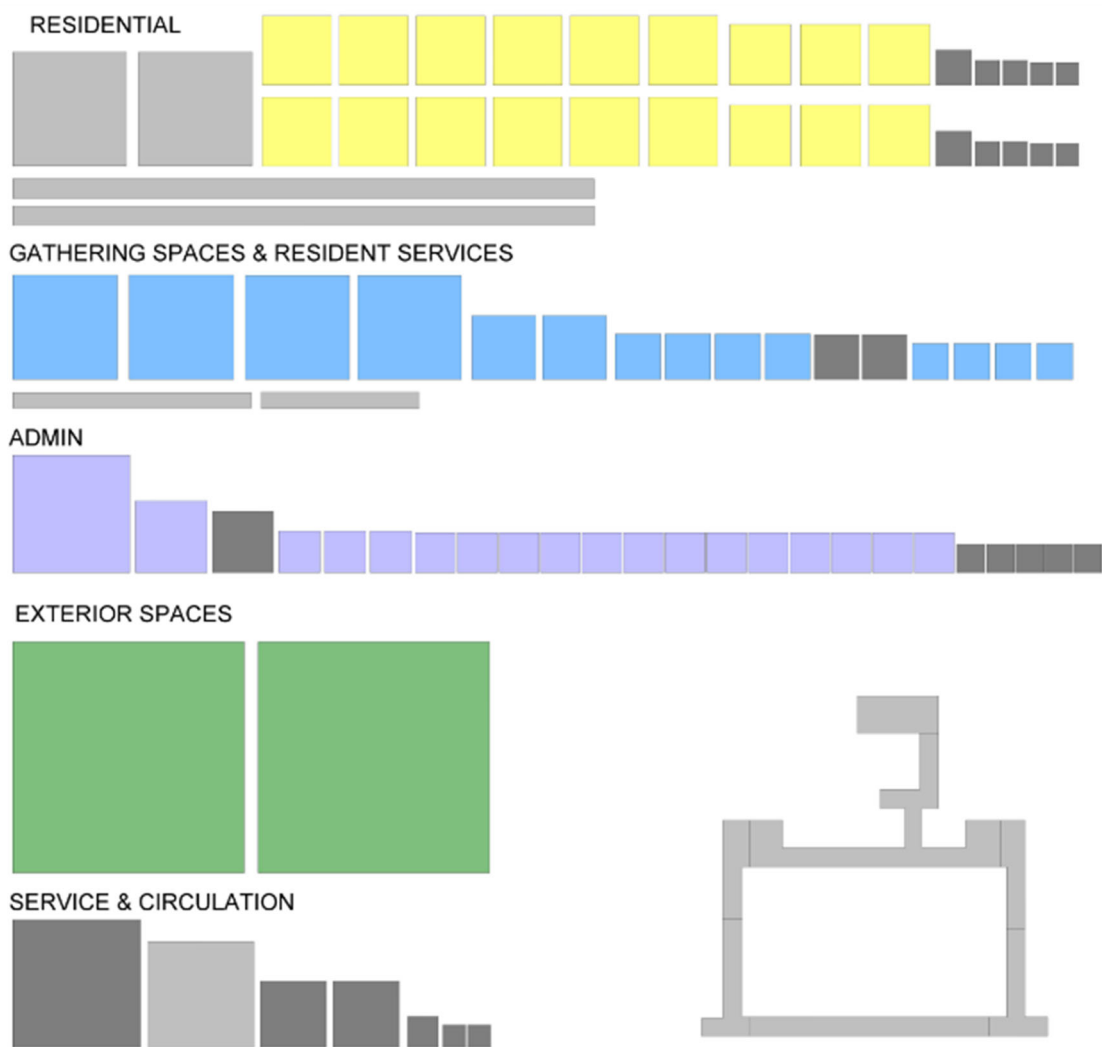 RESIDENTIAL
GATHERING SPACES & RESIDENT SERVICES
ADMIN
EXTERIOR SPACES
SERVICE & CIRCULATION